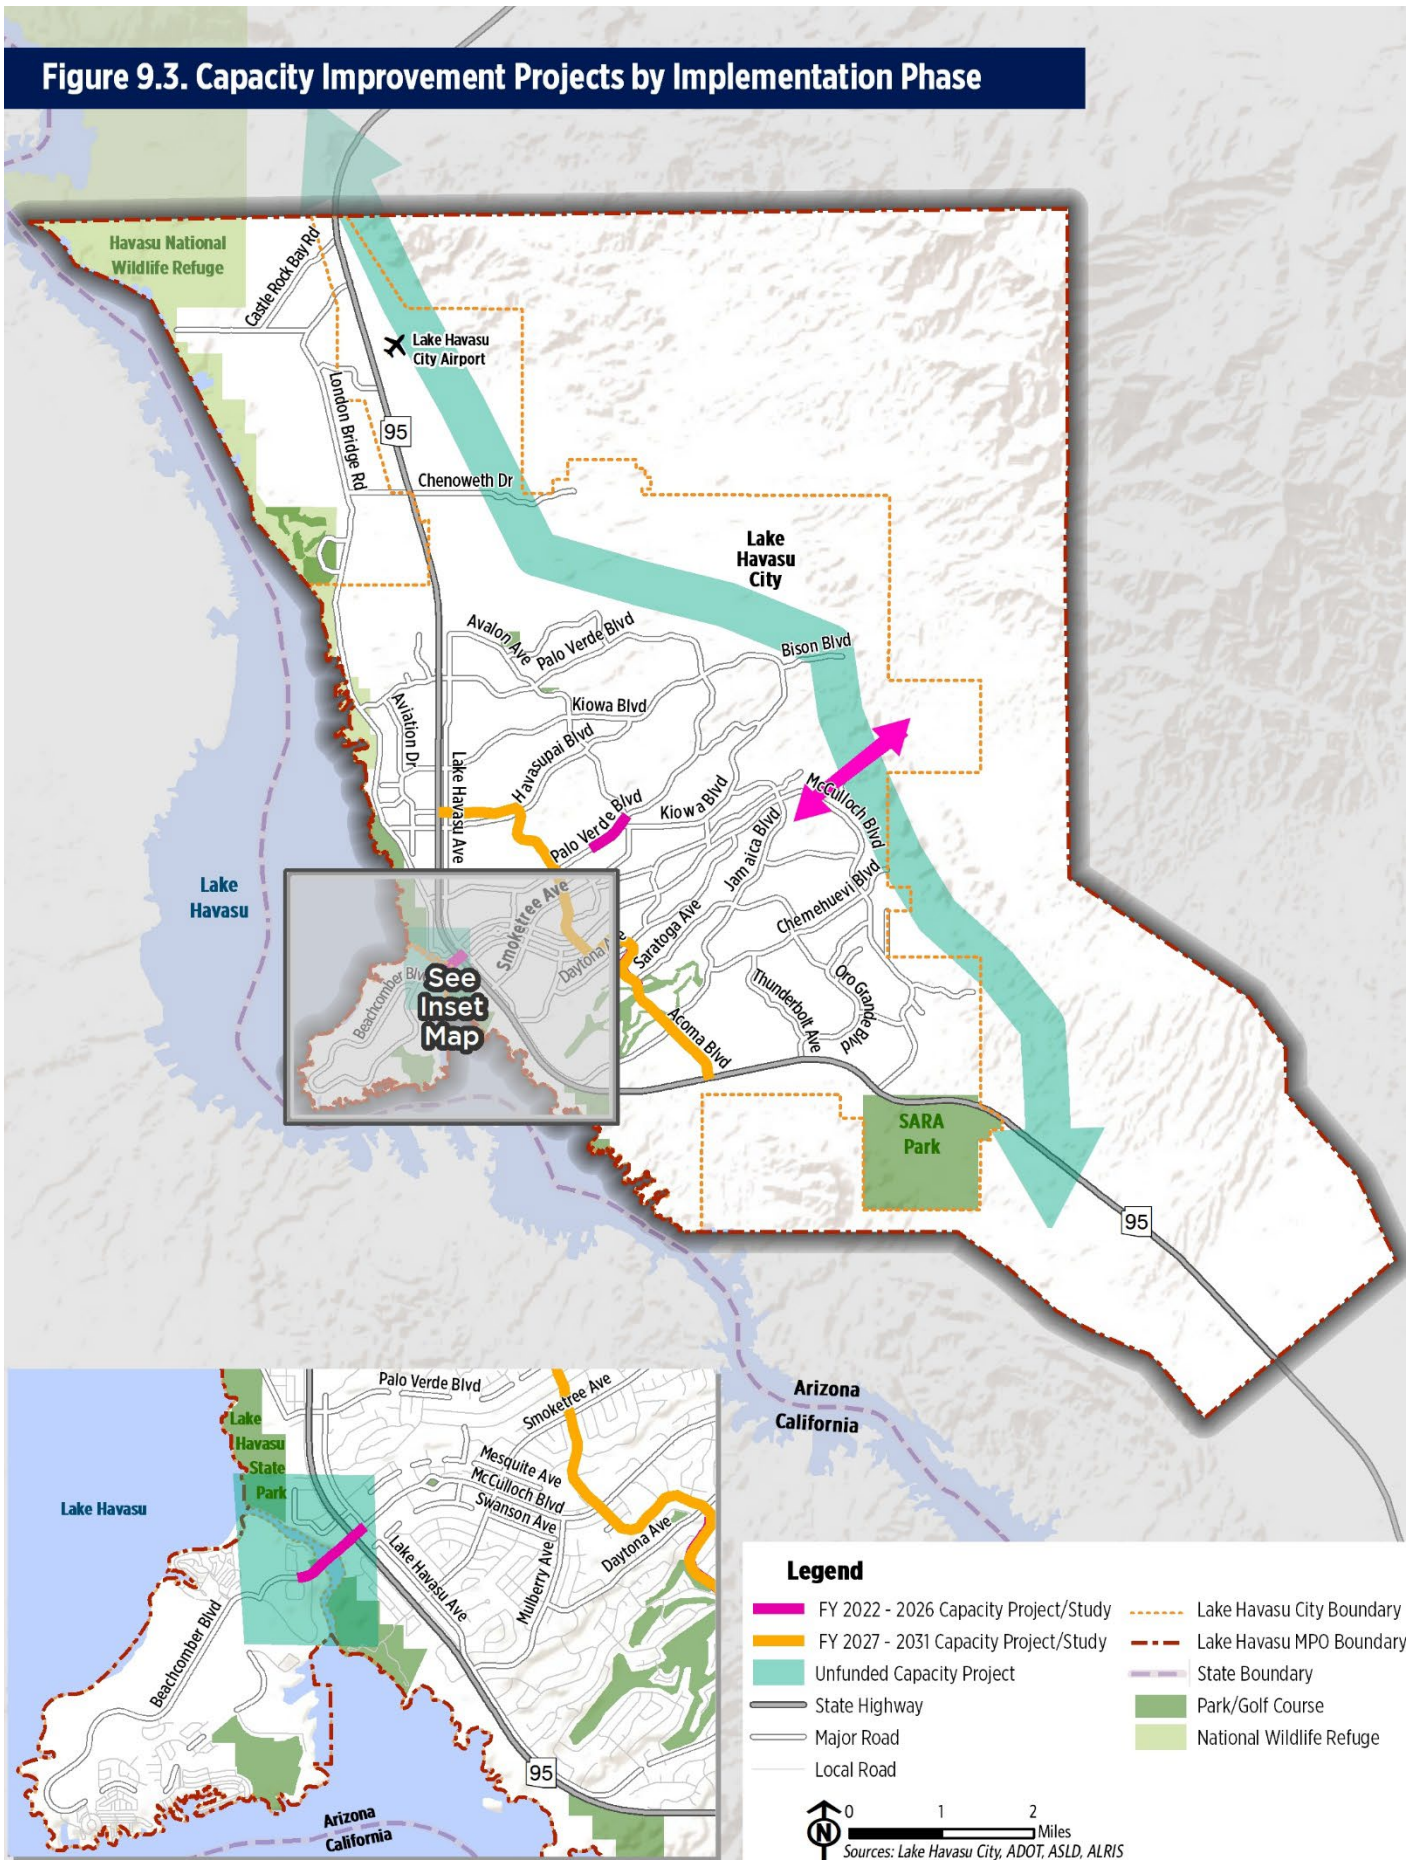 Figure 9.3. Capacity Improvement Projects by Implementation Phase
Havasu National
Wildlife Refuge
Castle Rock Bay Rd
Lake Havasu
City Airport
London Bridge Rd
95
Chenoweth Dr
Lake
Havasu
City
Avalon Ave
Palo Verde Blvd
Bison Blvd
Aviation Dr
Kiowa Blvd
Havasupai Blvd
Lake Havasu Ave
McCulloch Blvd
Palo Verde Blvd
Kiowa Blvd
Jamaica Blvd
Lake
Havasu
Smoketree Ave
Chemehuevi Blvd
Daytona Ave
Saratoga Ave
Beachcomber Blvd
See
Inset
Map
Thunderbolt Ave
Oro Grande Blvd
Acoma Blvd
SARA
Park
95
Arizona
California
Palo Verde Blvd
Smoketree Ave
Lake
Havasu
State
Park
Mesquite Ave
McCulloch Blvd
Swanson Ave
Lake Havasu
Daytona Ave
Lake Havasu Ave
Mulberry Ave
Beachcomber Blvd
95
Arizona
California
Legend
FY 2022 - 2026 Capacity Project/Study
FY 2027 - 2031 Capacity Project/Study
Unfunded Capacity Project
State Highway
Major Road
Local Road
Lake Havasu City Boundary
Lake Havasu MPO Boundary
State Boundary
Park/Golf Course
National Wildlife Refuge
N
0 1 2
Miles
Sources: Lake Havasu City, ADOT, ASLD, ALRIS